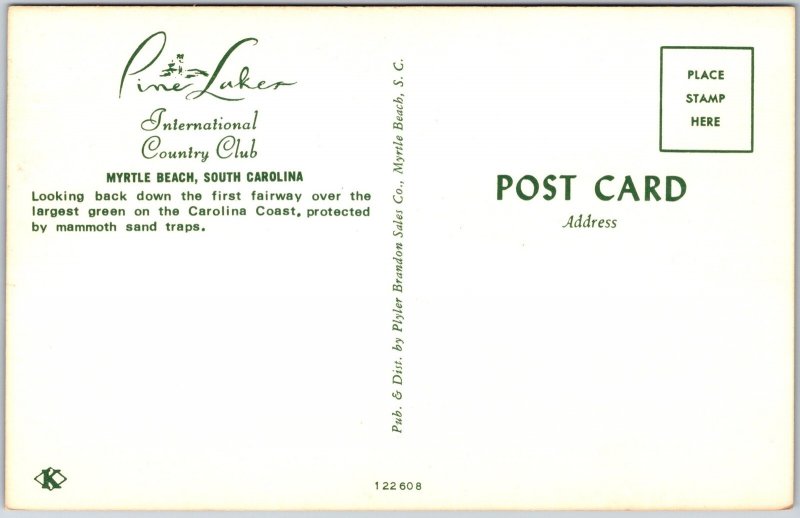 Pine Lakes
International
Country Club
MYRTLE BEACH, SOUTH CAROLINA
Looking back down the first fairway over the
largest green on the Carolina Coast, protected
by mammoth sand traps.
K
Pub. & Dist. by Plyler Brandon Sales Co., Myrtle Beach, S. C.
122608
PLACE
STAMP
HERE
POST CARD
Address